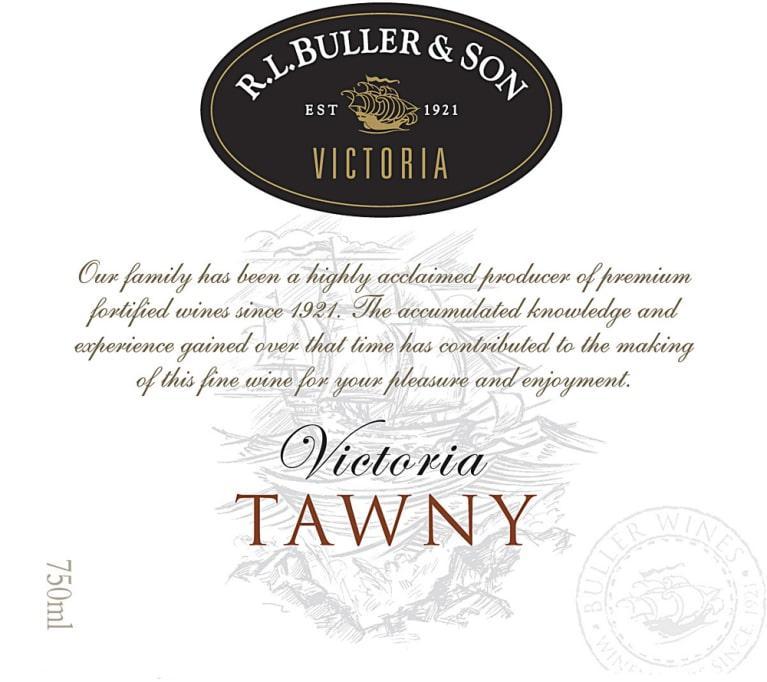 R.L.BULLER & SON
EST 1921
VICTORIA
Our family has been a highly acclaimed producer of premium
fortified wines since 1921. The accumulated knowledge and
experience gained over that time has contributed to the making
of this fine wine for your pleasure and enjoyment.
Victoria
TAWNY
750ml
BULLER WINES
SINCE 1921